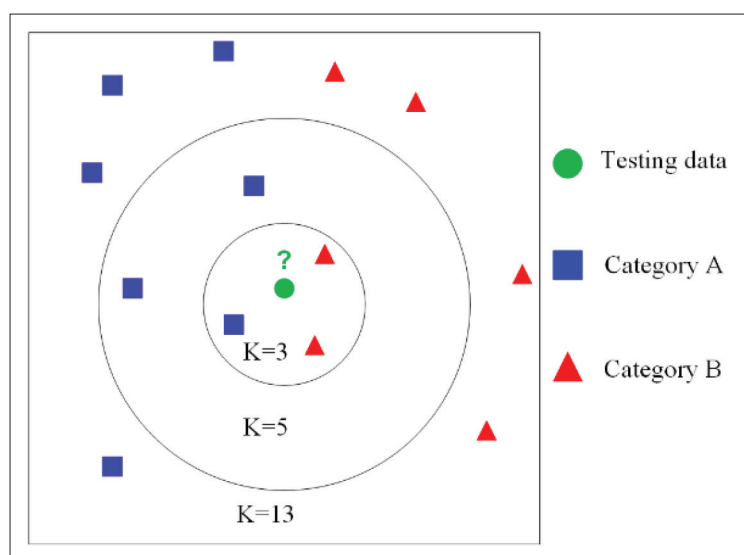 ?
K=3
K=5
K=13
Testing data
Category A
Category B